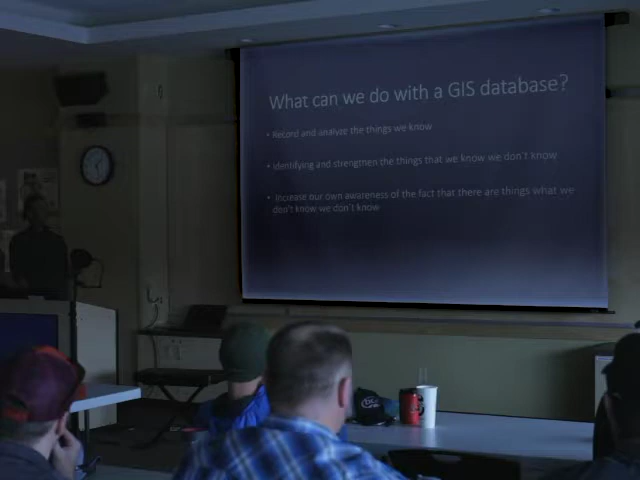 What can we do with a GIS database?
• Record and analyze the things we know
• Identifying and strengthen the things that we know we don't know
• Increase our own awareness of the fact that there are things what we
don't know we don't know